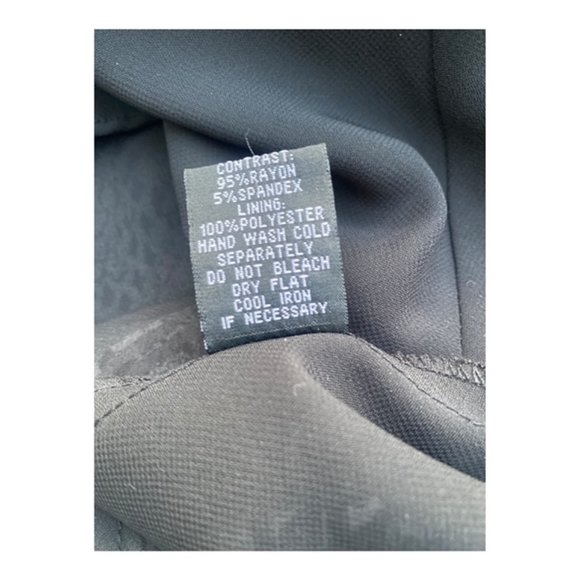 CONTRAST:
95%RAYON
5%SPANDEX
LINING:
100%POLYESTER
HAND WASH COLD
SEPARATELY
DO NOT BLEACH
DRY FLAT
COOL IRON
IF NECESSARY